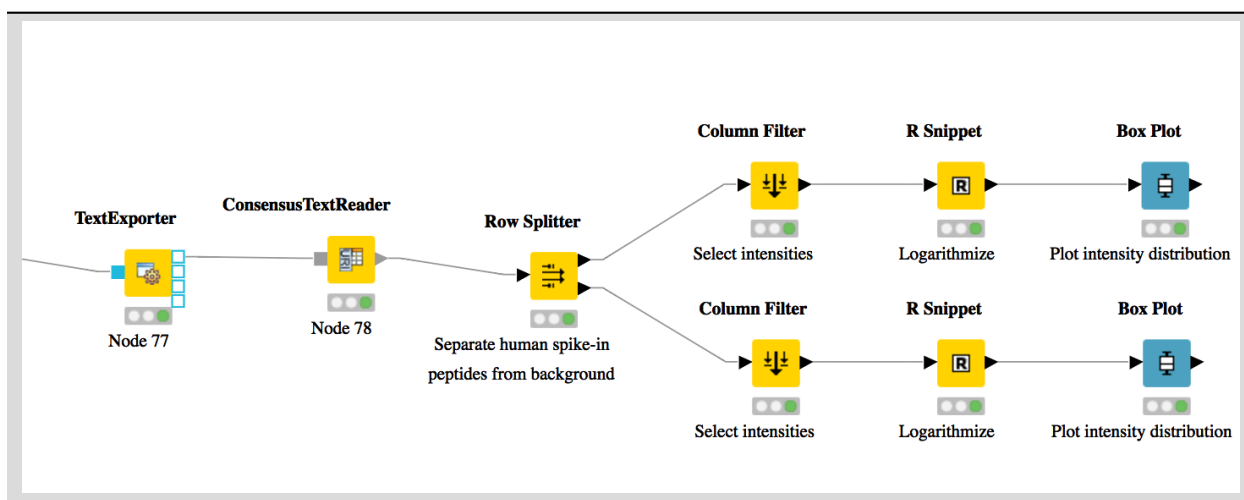 Column Filter
R Snippet
Box Plot
R
Select intensities
Logarithmize
Plot intensity distribution
TextExporter
Node 77
ConsensusTextReader
URI
Node 78
Row Splitter
Separate human spike-in
peptides from background
Column Filter
R Snippet
Box Plot
R
Select intensities
Logarithmize
Plot intensity distribution